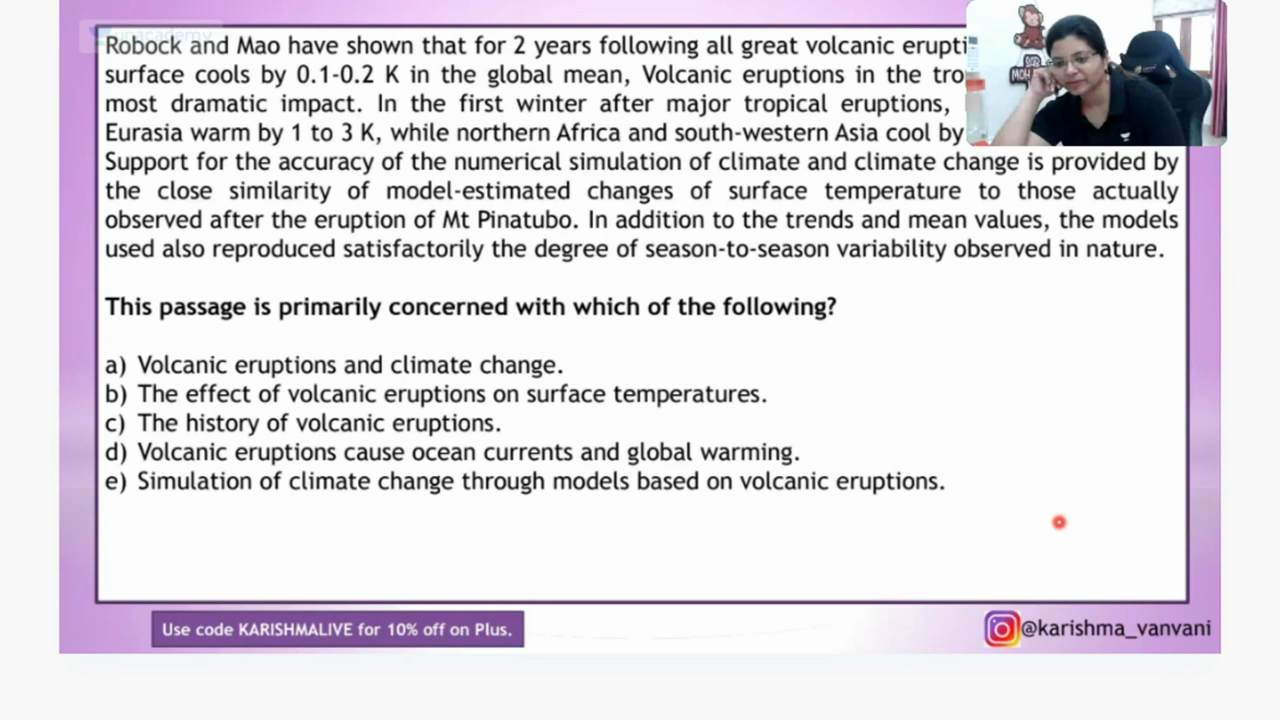 unacademy
Robock and Mao have shown that for 2 years following all great volcanic
surface cools by 0.1-0.2 K in the global mean, Volcanic eruptions in the
most dramatic impact. In the first winter after major tropical eruptions,
Eurasia warm by 1 to 3 K, while northern Africa and south-western Asia cool by
Support for the accuracy of the numerical simulation of climate and climate change is provided by
the close similarity of model-estimated changes of surface temperature to those actually
observed after the eruption of Mt Pinatubo. In addition to the trends and mean values, the models
used also reproduced satisfactorily the degree of season-to-season variability observed in nature.
This passage is primarily concerned with which of the following?
a) Volcanic eruptions and climate change.
b) The effect of volcanic eruptions on surface temperatures.
c) The history of volcanic eruptions.
d) Volcanic eruptions cause ocean currents and global warming.
e) Simulation of climate change through models based on volcanic eruptions.
Use code KARISHMALIVE for 10% off on Plus.
@karishma_vanvani